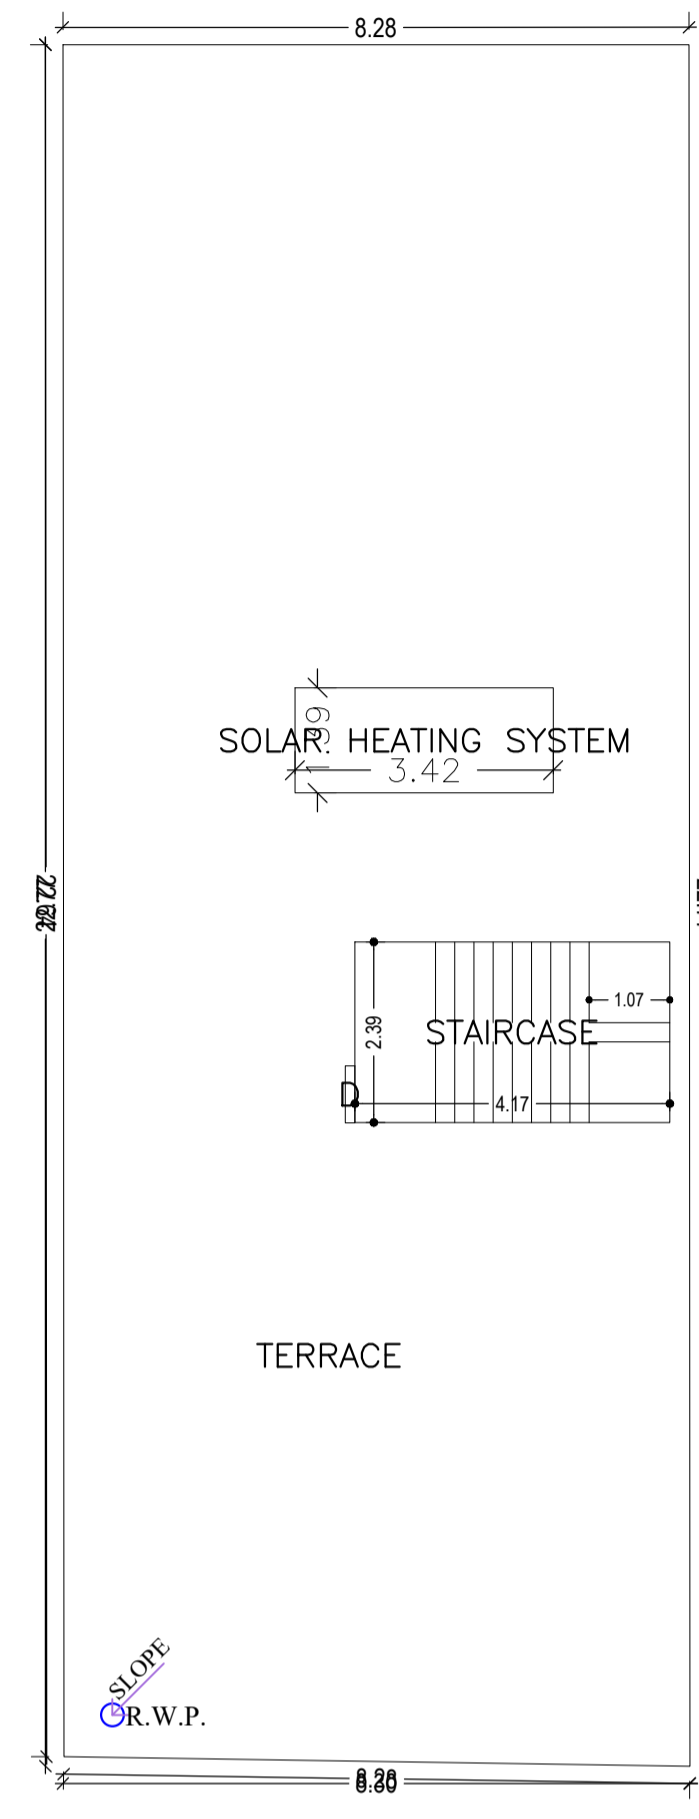 8.28
SOLAR HEATING SYSTEM
3.42
1.07
STAIRCASE
2.39
D
4.17
TERRACE
SLOPE
R.W.P.